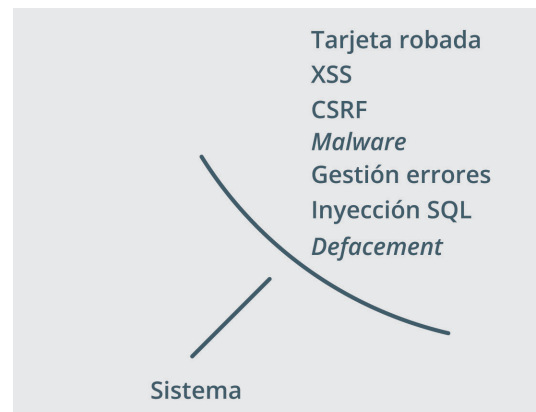 Tarjeta robada
XSS
CSRF
Malware
Gestión errores
Inyección SQL
Defacement
Sistema